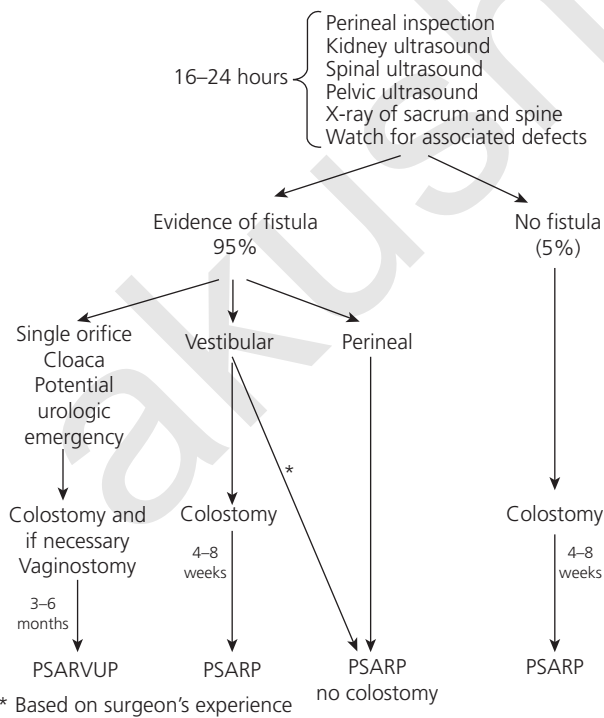 16–24 hours
Perineal inspection
Kidney ultrasound
Spinal ultrasound
Pelvic ultrasound
X-ray of sacrum and spine
Watch for associated defects
Evidence of fistula
95%
No fistula
(5%)
Single orifice
Cloaca
Potential
urologic
emergency
Vestibular
Perineal
*
Colostomy and
if necessary
Vaginostomy
Colostomy
Colostomy
3–6
months
4–8
weeks
4–8
weeks
PSARVUP
PSARP
PSARP
no colostomy
PSARP
* Based on surgeon's experience
akush